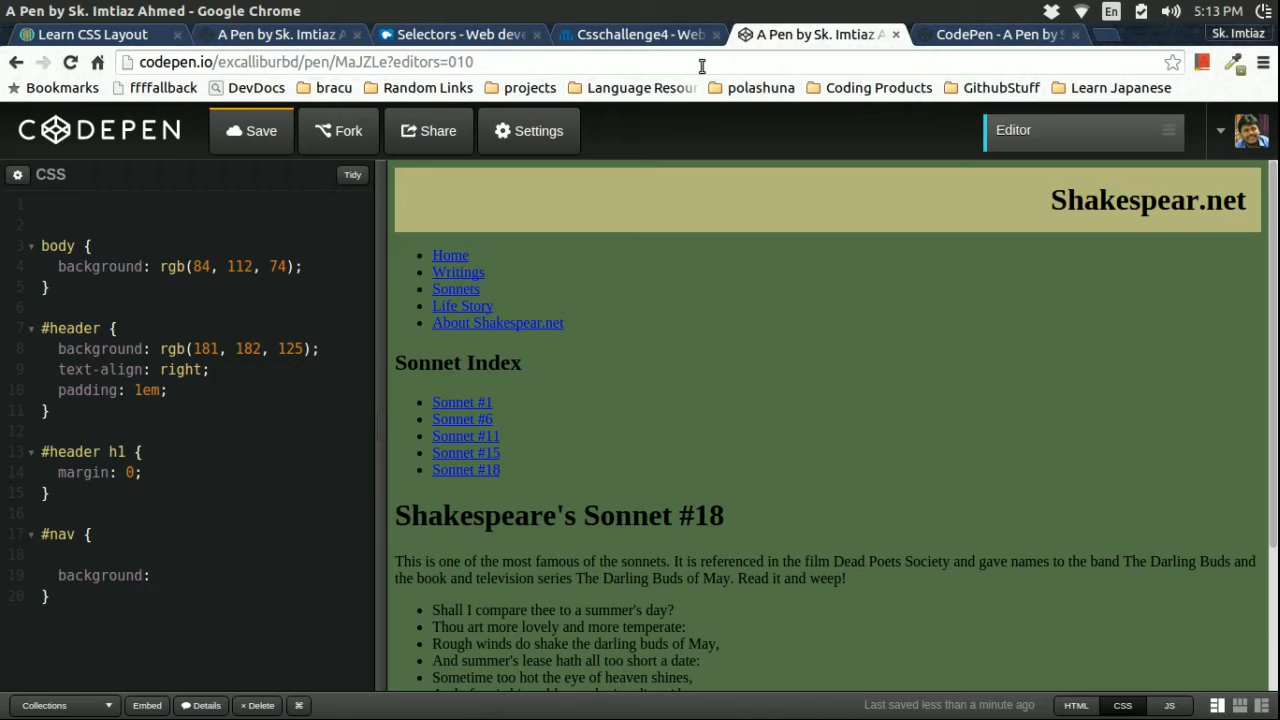 A Pen by Sk. Imtiaz Ahmed - Google Chrome
En
5:13 PM
Learn CSS Layout
A Pen by Sk. Imtiaz A
Selectors - Web deve
Csschallenge4 - Web
A Pen by Sk. Imtiaz A
CodePen - A Pen by S
Sk. Imtiaz
codepen.io/excalliburbd/pen/MaJZLe?editors=010
Bookmarks
ffffallback
DevDocs
bracu
Random Links
projects
Language Resour
polashuna
Coding Products
GithubStuff
Learn Japanese
CODEPEN
Save
Fork
Share
Settings
Editor
CSS
Tidy
1
2
3 body {
4 background: rgb(84, 112, 74);
5 }
6
7 #header {
8 background: rgb(181, 182, 125);
9 text-align: right;
10 padding: 1em;
11 }
12
13 #header h1 {
14 margin: 0;
15 }
16
17 #nav {
18
19 background:
20 }
Shakespear.net
Home
Writings
Sonnets
Life Story
About Shakespear.net
Sonnet Index
Sonnet #1
Sonnet #6
Sonnet #11
Sonnet #15
Sonnet #18
Shakespeare's Sonnet #18
This is one of the most famous of the sonnets. It is referenced in the film Dead Poets Society and gave names to the band The Darling Buds and
the book and television series The Darling Buds of May. Read it and weep!
Shall I compare thee to a summer's day?
Thou art more lovely and more temperate:
Rough winds do shake the darling buds of May,
And summer's lease hath all too short a date:
Sometime too hot the eye of heaven shines,
Collections
Embed
Details
× Delete
⌘
Last saved less than a minute ago
HTML
CSS
JS